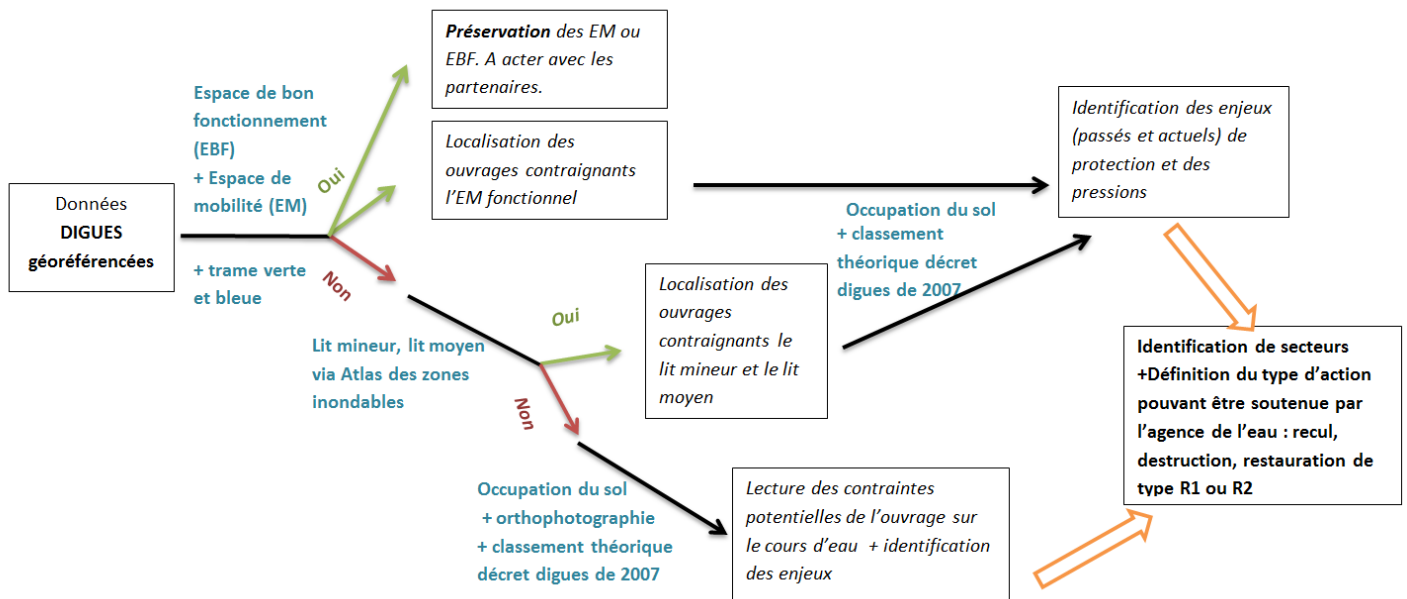 Données
DIGUES
géoréférencées
Espace de bon
fonctionnement
(EBF)
+ Espace de
mobilité (EM)
+ trame verte
et bleue
Oui
Non
Préservation des EM ou
EBF. A acter avec les
partenaires.
Localisation des
ouvrages contraignants
l’EM fonctionnel
Lit mineur, lit moyen
via Atlas des zones
inondables
Oui
Non
Localisation des
ouvrages
contraignants le
lit mineur et le lit
moyen
Occupation du sol
+ classement
théorique décret
digues de 2007
Identification des enjeux
(passés et actuels) de
protection et des
pressions
Occupation du sol
+ orthophotographie
+ classement théorique
décret digues de 2007
Lecture des contraintes
potentielles de l’ouvrage sur
le cours d’eau + identification
des enjeux
Identification de secteurs
+Définition du type d’action
pouvant être soutenue par
l’agence de l’eau : recul,
destruction, restauration de
type R1 ou R2